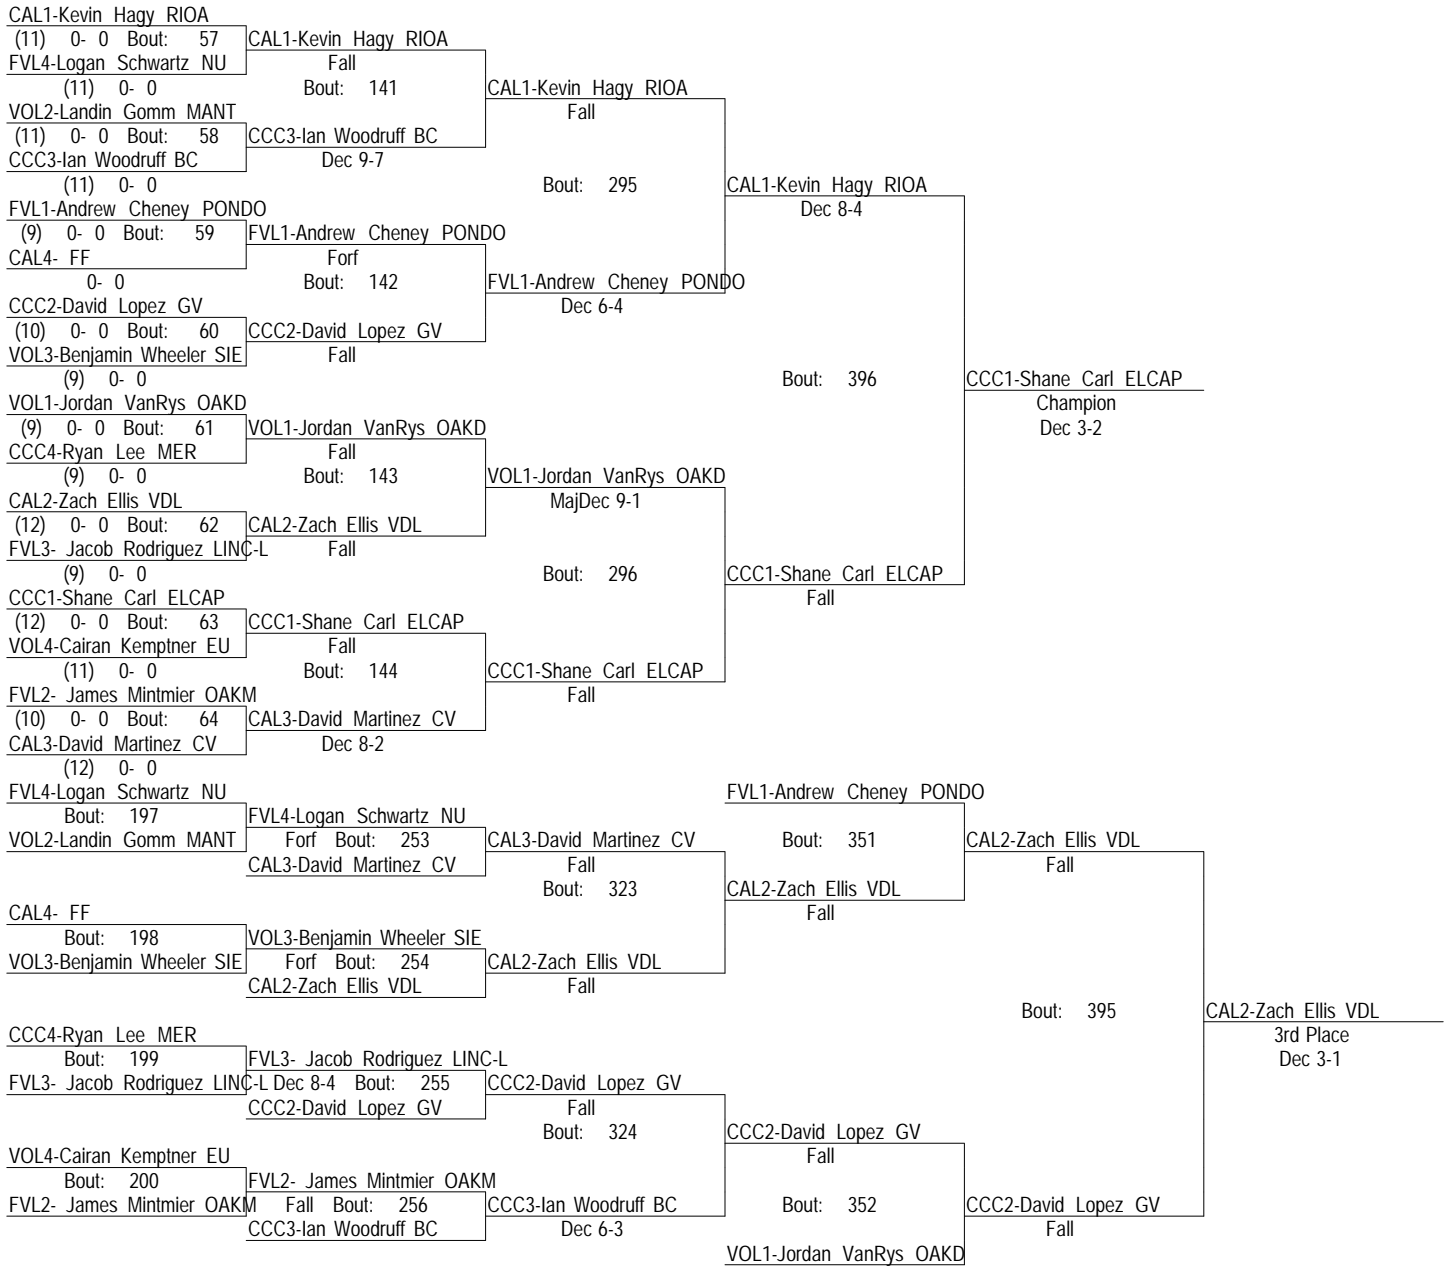 CAL1-Kevin Hagy RIOA
(11) 0- 0 Bout: 57 CAL1-Kevin Hagy RIOA
FVL4-Logan Schwartz NU Fall
(11) 0- 0 Bout: 141 CAL1-Kevin Hagy RIOA
VOL2-Landin Gomm MANT Fall
(11) 0- 0 Bout: 58 CCC3-Ian Woodruff BC
CCC3-Ian Woodruff BC Dec 9-7
(11) 0- 0 Bout: 295 CAL1-Kevin Hagy RIOA
FVL1-Andrew Cheney PONDO Dec 8-4
(9) 0- 0 Bout: 59 FVL1-Andrew Cheney PONDO
CAL4- FF Forf
0- 0 Bout: 142 FVL1-Andrew Cheney PONDO
CCC2-David Lopez GV Dec 6-4
(10) 0- 0 Bout: 60 CCC2-David Lopez GV
VOL3-Benjamin Wheeler SIE Fall
(9) 0- 0 Bout: 396 CCC1-Shane Carl ELCAP
VOL1-Jordan VanRys OAKD Champion
(9) 0- 0 Bout: 61 VOL1-Jordan VanRys OAKD Dec 3-2
CCC4-Ryan Lee MER Fall
(9) 0- 0 Bout: 143 VOL1-Jordan VanRys OAKD
CAL2-Zach Ellis VDL MajDec 9-1
(12) 0- 0 Bout: 62 CAL2-Zach Ellis VDL
FVL3- Jacob Rodriguez LINC-L Fall
(9) 0- 0 Bout: 296 CCC1-Shane Carl ELCAP
CCC1-Shane Carl ELCAP Fall
(12) 0- 0 Bout: 63 CCC1-Shane Carl ELCAP
VOL4-Cairan Kemptner EU Fall
(11) 0- 0 Bout: 144 CCC1-Shane Carl ELCAP
FVL2- James Mintmier OAKM Fall
(10) 0- 0 Bout: 64 CAL3-David Martinez CV
CAL3-David Martinez CV Dec 8-2
(12) 0- 0
FVL4-Logan Schwartz NU FVL1-Andrew Cheney PONDO
Bout: 197 FVL4-Logan Schwartz NU
VOL2-Landin Gomm MANT Forf Bout: 253 CAL3-David Martinez CV Bout: 351 CAL2-Zach Ellis VDL
CAL3-David Martinez CV Fall Fall
Bout: 323 CAL2-Zach Ellis VDL
CAL4- FF Fall
Bout: 198 VOL3-Benjamin Wheeler SIE
VOL3-Benjamin Wheeler SIE Forf Bout: 254 CAL2-Zach Ellis VDL
CAL2-Zach Ellis VDL Fall
Bout: 395 CAL2-Zach Ellis VDL
CCC4-Ryan Lee MER 3rd Place
Bout: 199 FVL3- Jacob Rodriguez LINC-L Dec 3-1
FVL3- Jacob Rodriguez LINC-L Dec 8-4 Bout: 255 CCC2-David Lopez GV
CCC2-David Lopez GV Fall
Bout: 324 CCC2-David Lopez GV
VOL4-Cairan Kemptner EU Fall
Bout: 200 FVL2- James Mintmier OAKM
FVL2- James Mintmier OAKM Fall Bout: 256 CCC3-Ian Woodruff BC Bout: 352 CCC2-David Lopez GV
CCC3-Ian Woodruff BC Dec 6-3 Fall
VOL1-Jordan VanRys OAKD